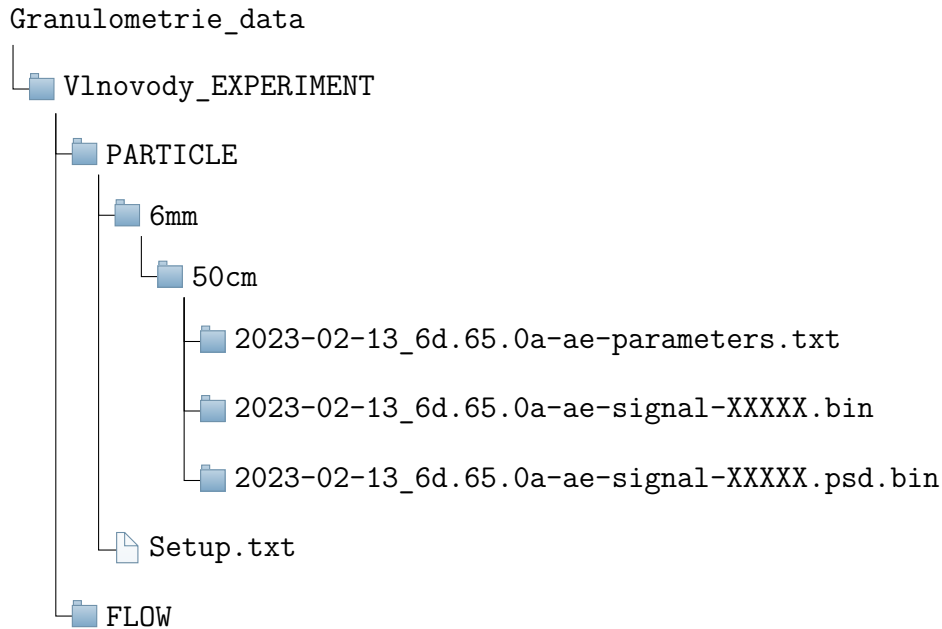 Granulometrie_data
Vlnovody_EXPERIMENT
PARTICLE
6mm
50cm
2023-02-13_6d.65.0a-ae-parameters.txt
2023-02-13_6d.65.0a-ae-signal-XXXXX.bin
2023-02-13_6d.65.0a-ae-signal-XXXXX.psd.bin
Setup.txt
FLOW